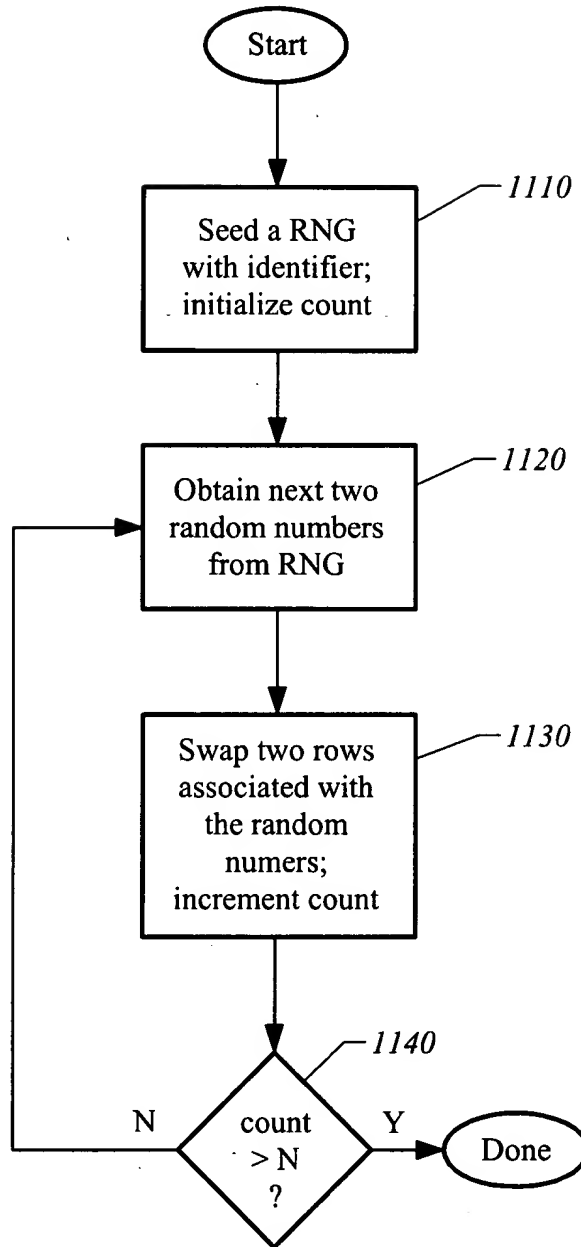 Start
1110
Seed a RNG
with identifier;
initialize count
1120
Obtain next two
random numbers
from RNG
1130
Swap two rows
associated with
the random
numers;
increment count
1140
N
count
> N
?
Y
Done